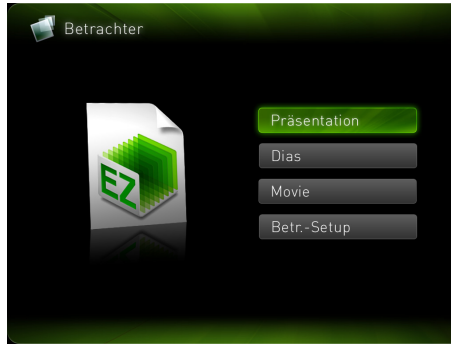 Betrachter
EZ
Präsentation
Dias
Movie
Betr.-Setup